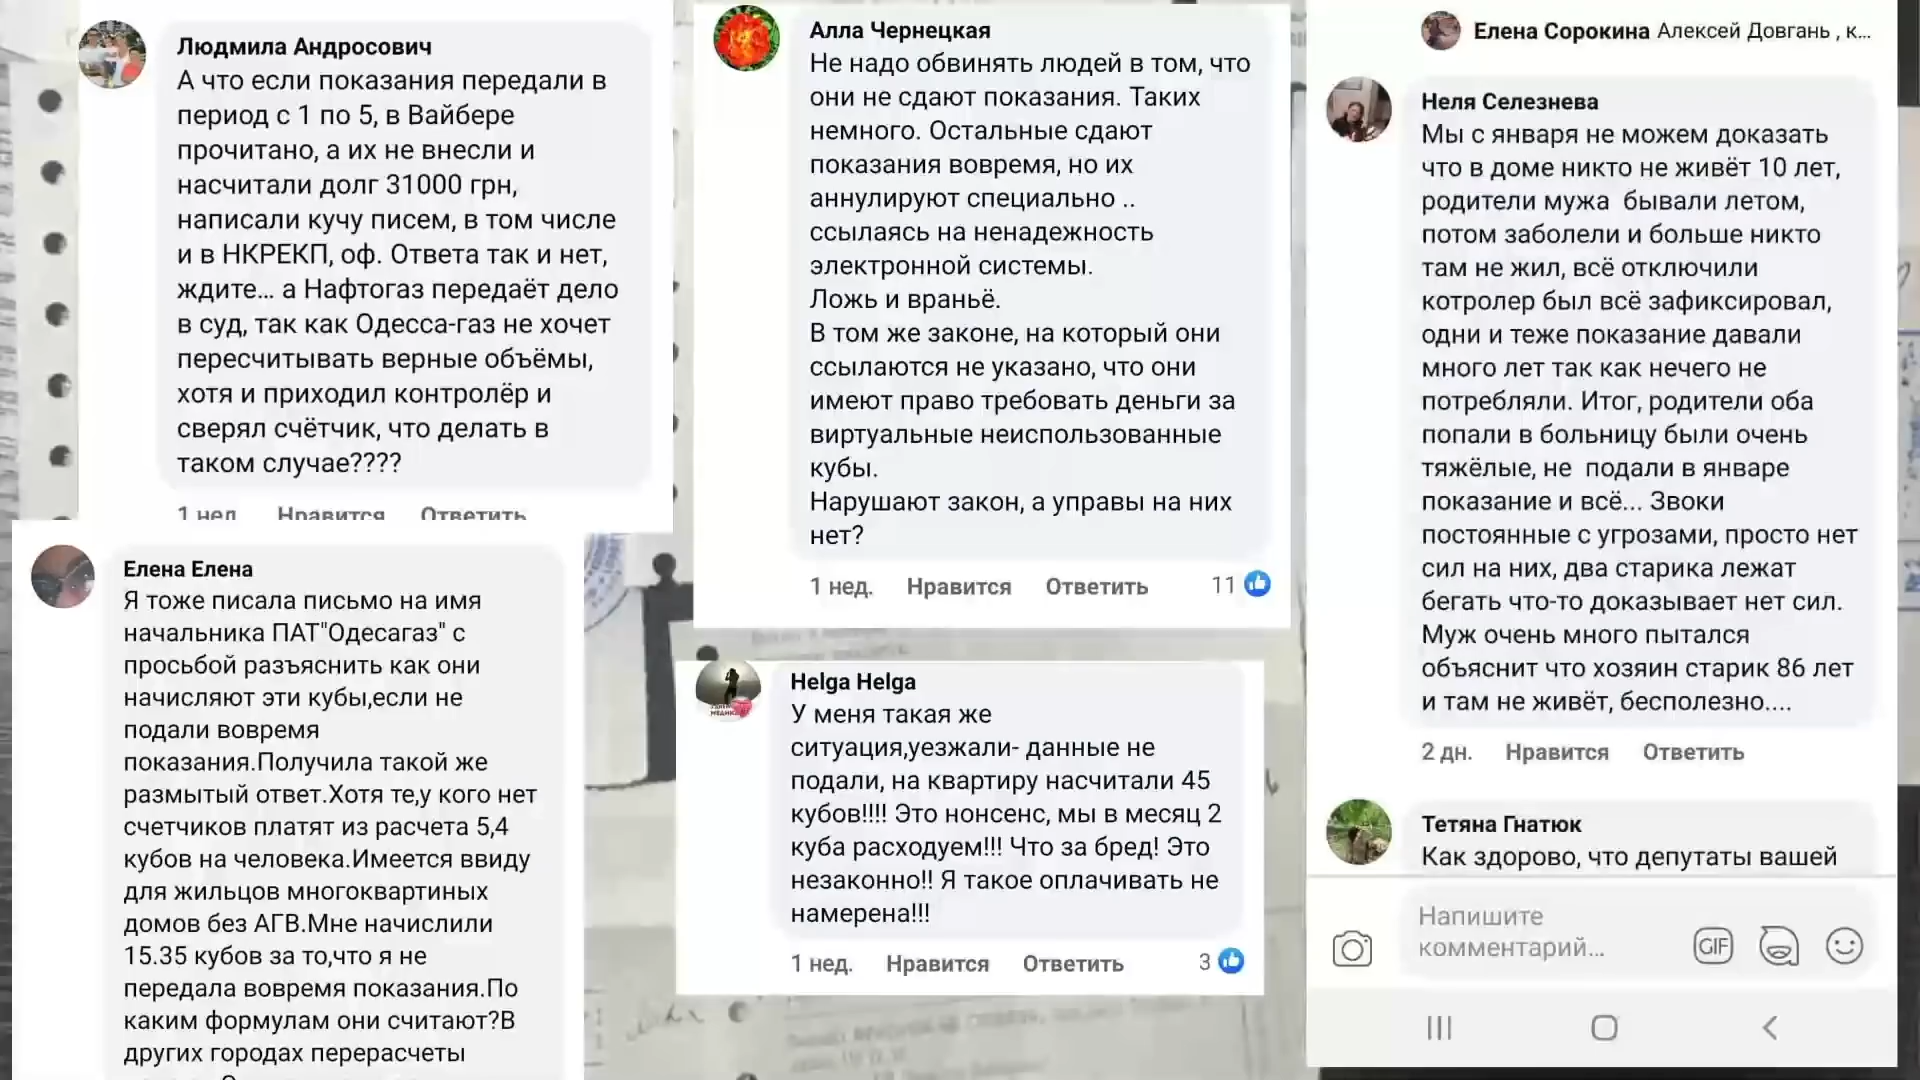 Людмила Андросович
А что если показания передали в
период с 1 по 5, в Вайбере
прочитано, а их не внесли и
насчитали долг 31000 грн,
написали кучу писем, в том числе
и в НКРЕКП, оф. Ответа так и нет,
ждите... а Нафтогаз передаёт дело
в суд, так как Одесса-газ не хочет
пересчитывать верные объёмы,
хотя и приходил контролёр и
сверял счётчик, что делать в
таком случае????
1 нед. Нравится Ответить
Елена Елена
Я тоже писала письмо на имя
начальника ПАТ"Одесагаз" с
просьбой разъяснить как они
начисляют эти кубы,если не
подали вовремя
показания.Получила такой же
размытый ответ.Хотя те,у кого нет
счетчиков платят из расчета 5,4
кубов на человека.Имеется ввиду
для жильцов многоквартиных
домов без АГВ.Мне начислили
15.35 кубов за то,что я не
передала вовремя показания.По
каким формулам они считают?В
других городах перерасчеты
Алла Чернецкая
Не надо обвинять людей в том, что
они не сдают показания. Таких
немного. Остальные сдают
показания вовремя, но их
аннулируют специально ..
ссылаясь на ненадежность
электронной системы.
Ложь и враньё.
В том же законе, на который они
ссылаются не указано, что они
имеют право требовать деньги за
виртуальные неиспользованные
кубы.
Нарушают закон, а управы на них
нет?
1 нед. Нравится Ответить 11
Helga Helga
У меня такая же
ситуация,уезжали- данные не
подали, на квартиру насчитали 45
кубов!!!! Это нонсенс, мы в месяц 2
куба расходуем!!! Что за бред! Это
незаконно!! Я такое оплачивать не
намерена!!!
1 нед. Нравится Ответить 3
Елена Сорокина Алексей Довгань , к...
Неля Селезнева
Мы с января не можем доказать
что в доме никто не живёт 10 лет,
родители мужа бывали летом,
потом заболели и больше никто
там не жил, всё отключили
котролер был всё зафиксировал,
одни и теже показание давали
много лет так как нечего не
потребляли. Итог, родители оба
попали в больницу были очень
тяжёлые, не подали в январе
показание и всё... Звоки
постоянные с угрозами, просто нет
сил на них, два старика лежат
бегать что-то доказывает нет сил.
Муж очень много пытался
объяснит что хозяин старик 86 лет
и там не живёт, бесполезно....
2 дн. Нравится Ответить
Тетяна Гнатюк
Как здорово, что депутаты вашей
Напишите
комментарий...
GIF